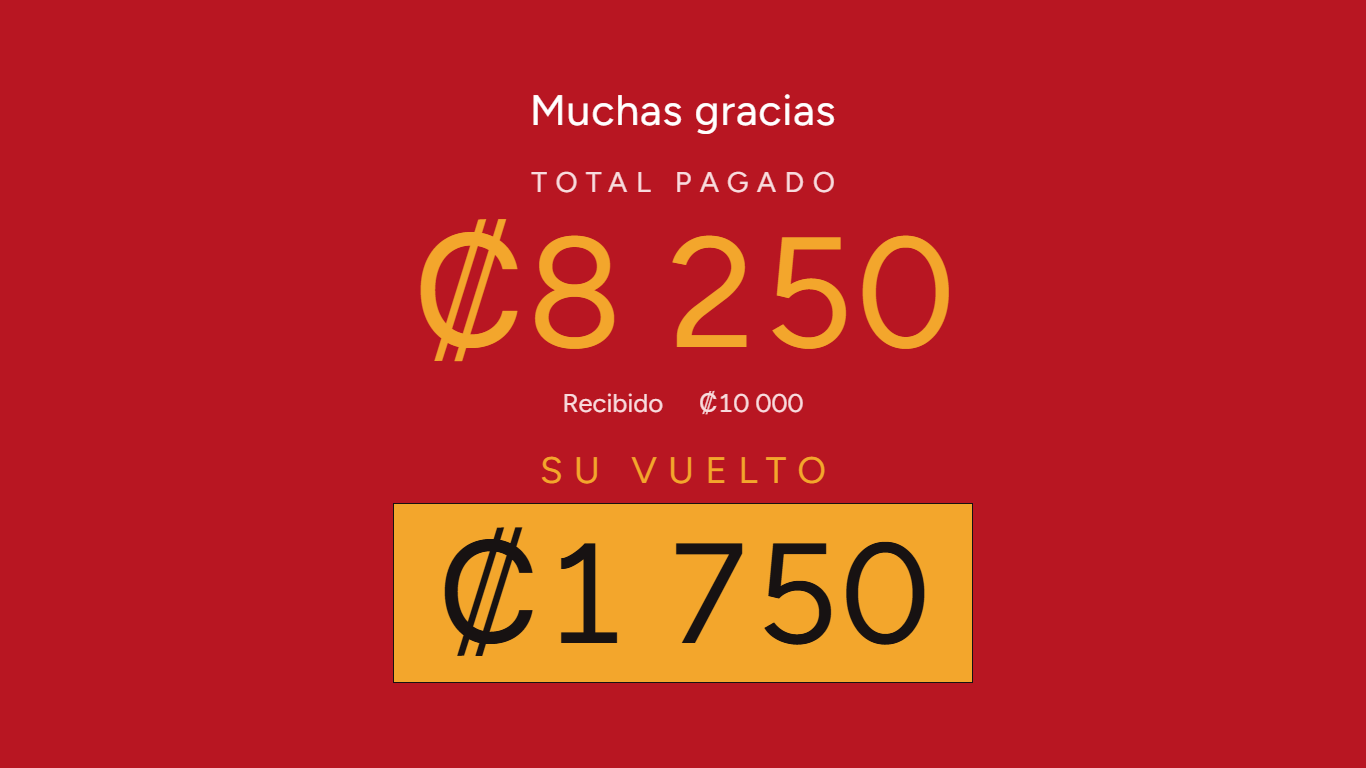 Muchas gracias
TOTAL PAGADO
₡8 250
Recibido ₡10 000
SU VUELTO
₡1 750